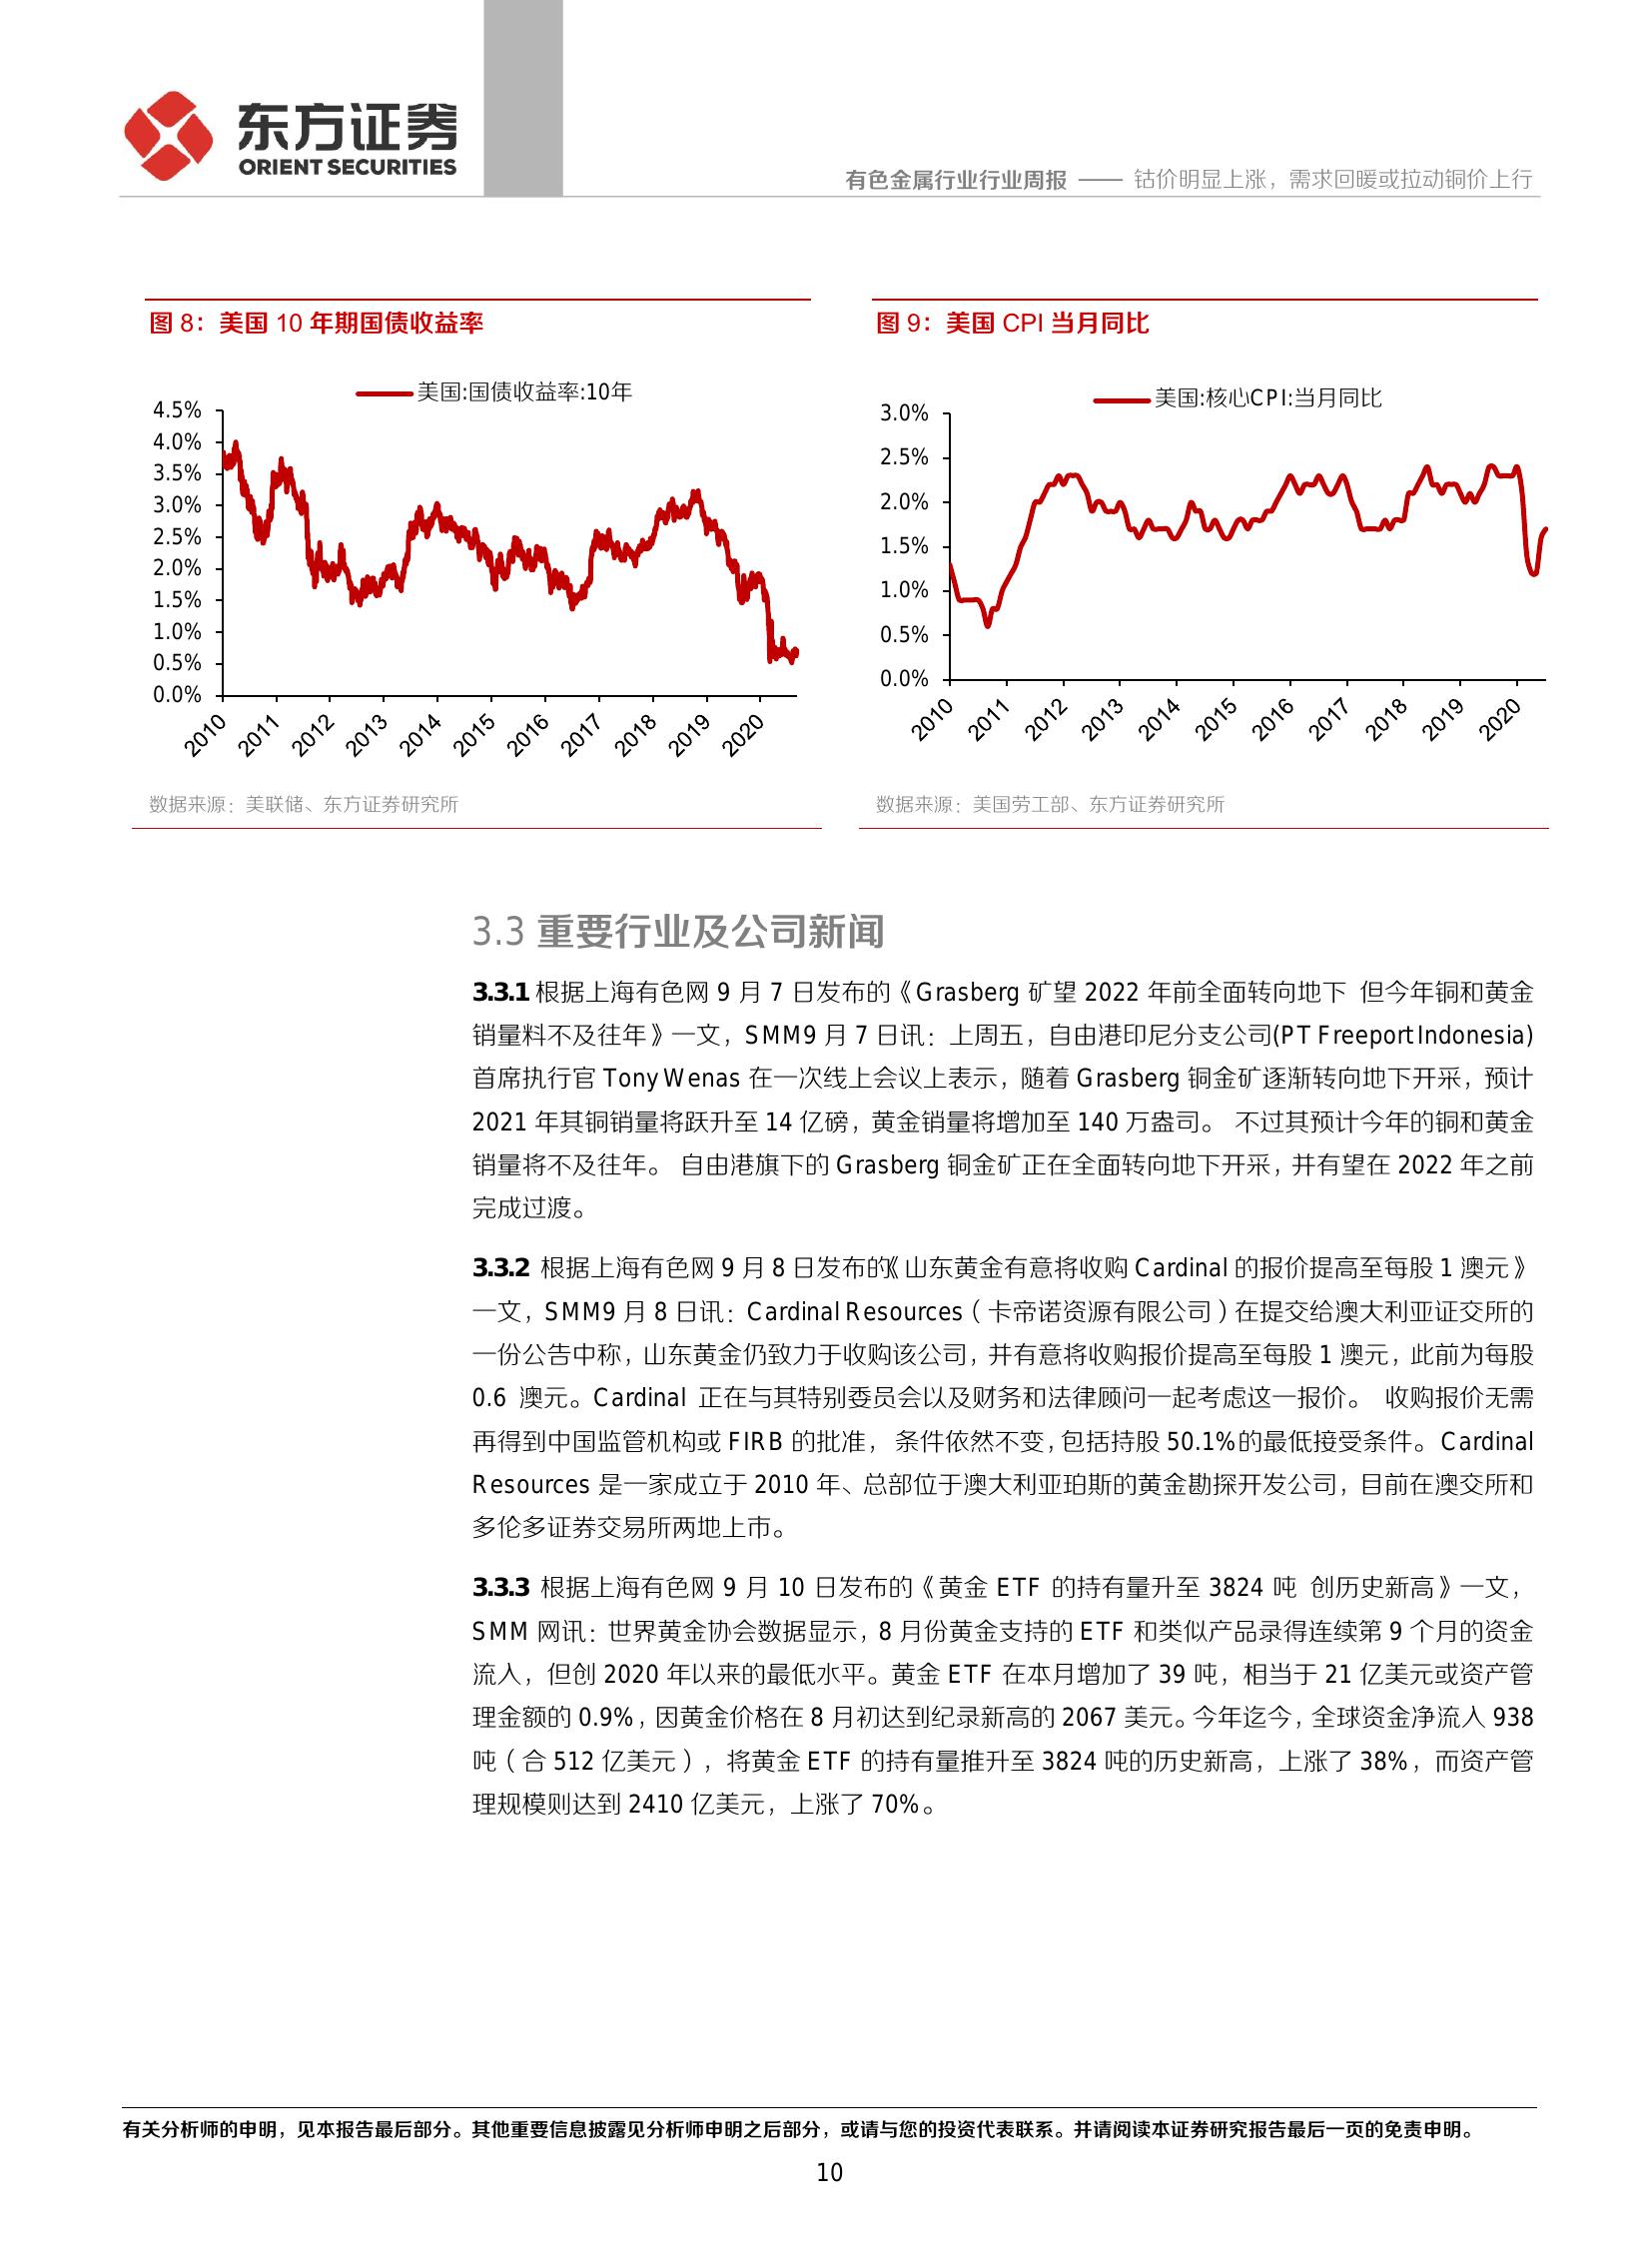 东方证券
ORIENT SECURITIES
有色金属行业行业周报 —— 钴价明显上涨，需求回暖或拉动铜价上行
图 8：美国 10 年期国债收益率
美国:国债收益率:10年
4.5%
4.0%
3.5%
3.0%
2.5%
2.0%
1.5%
1.0%
0.5%
0.0%
2010 2011 2012 2013 2014 2015 2016 2017 2018 2019 2020
数据来源：美联储、东方证券研究所
图 9：美国 CPI 当月同比
美国:核心CPI:当月同比
3.0%
2.5%
2.0%
1.5%
1.0%
0.5%
0.0%
2010 2011 2012 2013 2014 2015 2016 2017 2018 2019 2020
数据来源：美国劳工部、东方证券研究所
3.3 重要行业及公司新闻
3.3.1 根据上海有色网 9 月 7 日发布的《Grasberg 矿望 2022 年前全面转向地下 但今年铜和黄金
销量料不及往年》一文，SMM9 月 7 日讯：上周五，自由港印尼分支公司(PT Freeport Indonesia)
首席执行官 Tony Wenas 在一次线上会议上表示，随着 Grasberg 铜金矿逐渐转向地下开采，预计
2021 年其铜销量将跃升至 14 亿磅，黄金销量将增加至 140 万盎司。 不过其预计今年的铜和黄金
销量将不及往年。 自由港旗下的 Grasberg 铜金矿正在全面转向地下开采，并有望在 2022 年之前
完成过渡。
3.3.2 根据上海有色网 9 月 8 日发布的《山东黄金有意将收购 Cardinal 的报价提高至每股 1 澳元》
一文，SMM9 月 8 日讯：Cardinal Resources（卡帝诺资源有限公司）在提交给澳大利亚证交所的
一份公告中称，山东黄金仍致力于收购该公司，并有意将收购报价提高至每股 1 澳元，此前为每股
0.6 澳元。Cardinal 正在与其特别委员会以及财务和法律顾问一起考虑这一报价。 收购报价无需
再得到中国监管机构或 FIRB 的批准， 条件依然不变，包括持股 50.1%的最低接受条件。Cardinal
Resources 是一家成立于 2010 年、总部位于澳大利亚珀斯的黄金勘探开发公司，目前在澳交所和
多伦多证券交易所两地上市。
3.3.3 根据上海有色网 9 月 10 日发布的《黄金 ETF 的持有量升至 3824 吨 创历史新高》一文，
SMM 网讯：世界黄金协会数据显示，8 月份黄金支持的 ETF 和类似产品录得连续第 9 个月的资金
流入，但创 2020 年以来的最低水平。黄金 ETF 在本月增加了 39 吨，相当于 21 亿美元或资产管
理金额的 0.9%，因黄金价格在 8 月初达到纪录新高的 2067 美元。今年迄今，全球资金净流入 938
吨（合 512 亿美元），将黄金 ETF 的持有量推升至 3824 吨的历史新高，上涨了 38%，而资产管
理规模则达到 2410 亿美元，上涨了 70%。
有关分析师的申明，见本报告最后部分。其他重要信息披露见分析师申明之后部分，或请与您的投资代表联系。并请阅读本证券研究报告最后一页的免责申明。
10